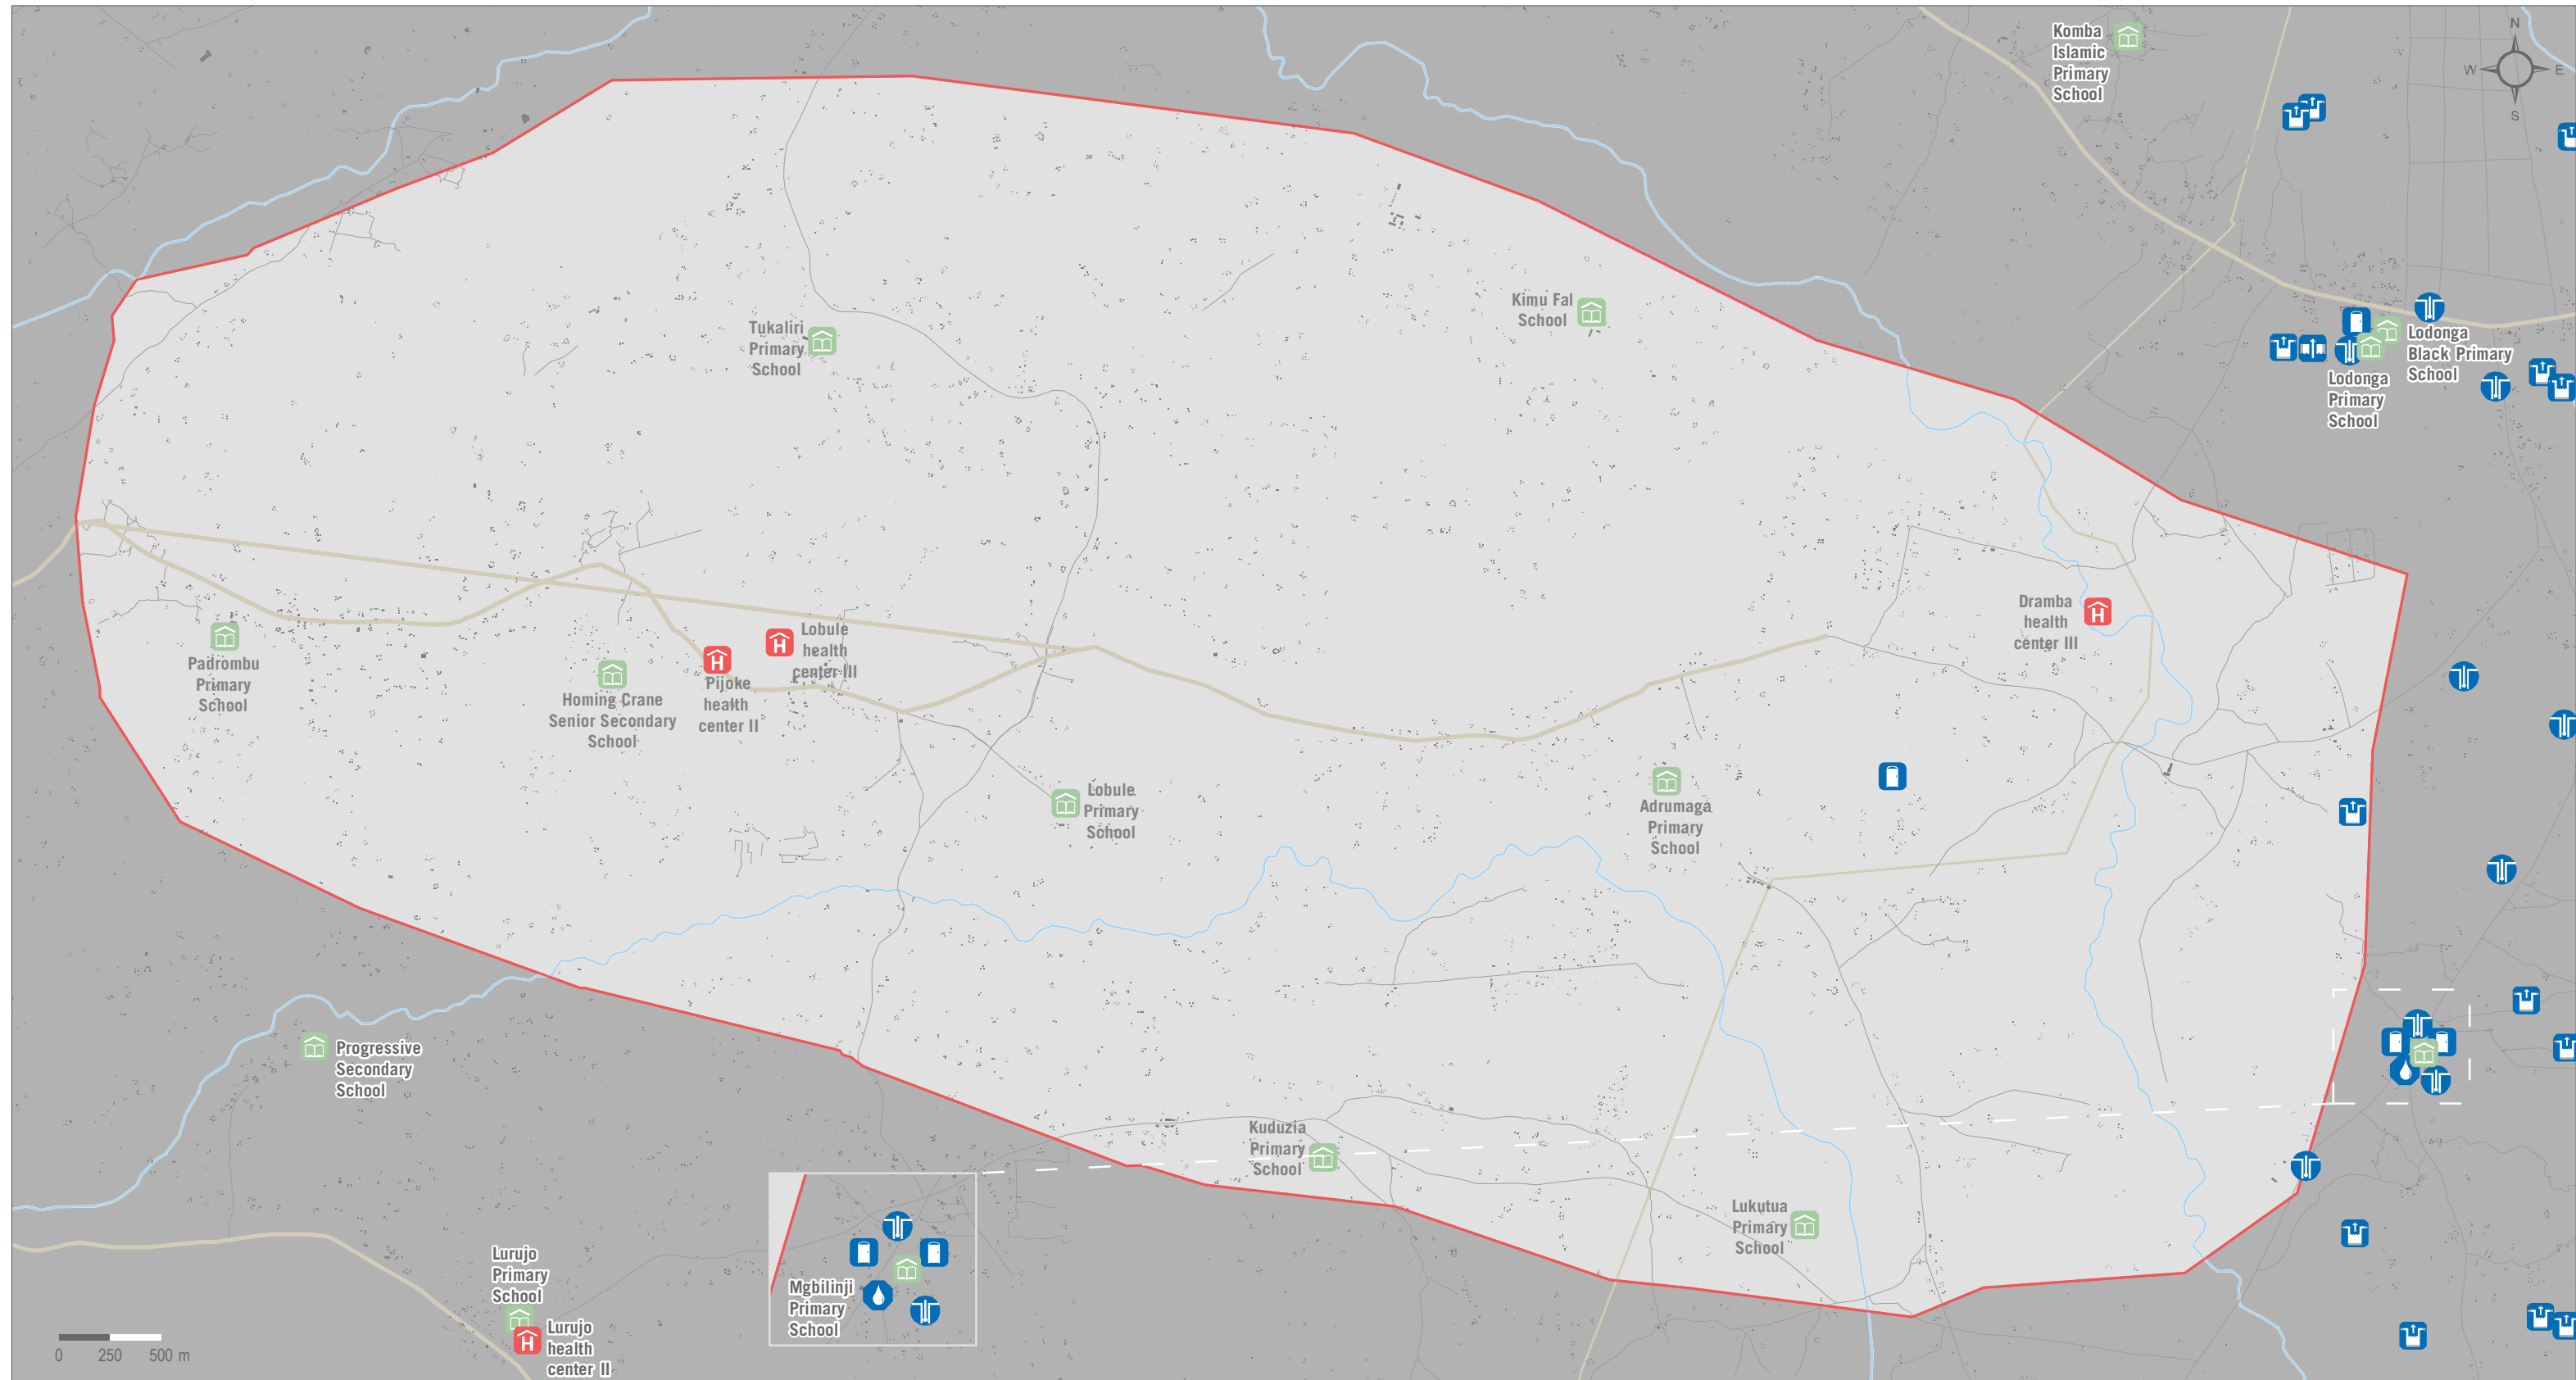 Komba
Islamic
Primary
School
N
W
E
S
Kimu Fal
School
Tukaliri
Primary
School
Lodonga
Black Primary
School
Lodonga
Primary
School
Dramba
health
center III
Lobule
health
center III
Padrombu
Primary
School
Pijoke
health
center II
Homing Crane
Senior Secondary
School
Lobule
Primary
School
Adrumaga
Primary
School
Progressive
Secondary
School
Kuduzia
Primary
School
Lukutua
Primary
School
Lurujo
Primary
School
Mgbilinji
Primary
School
Lurujo
health
center II
0 250 500 m
H
H
H
H